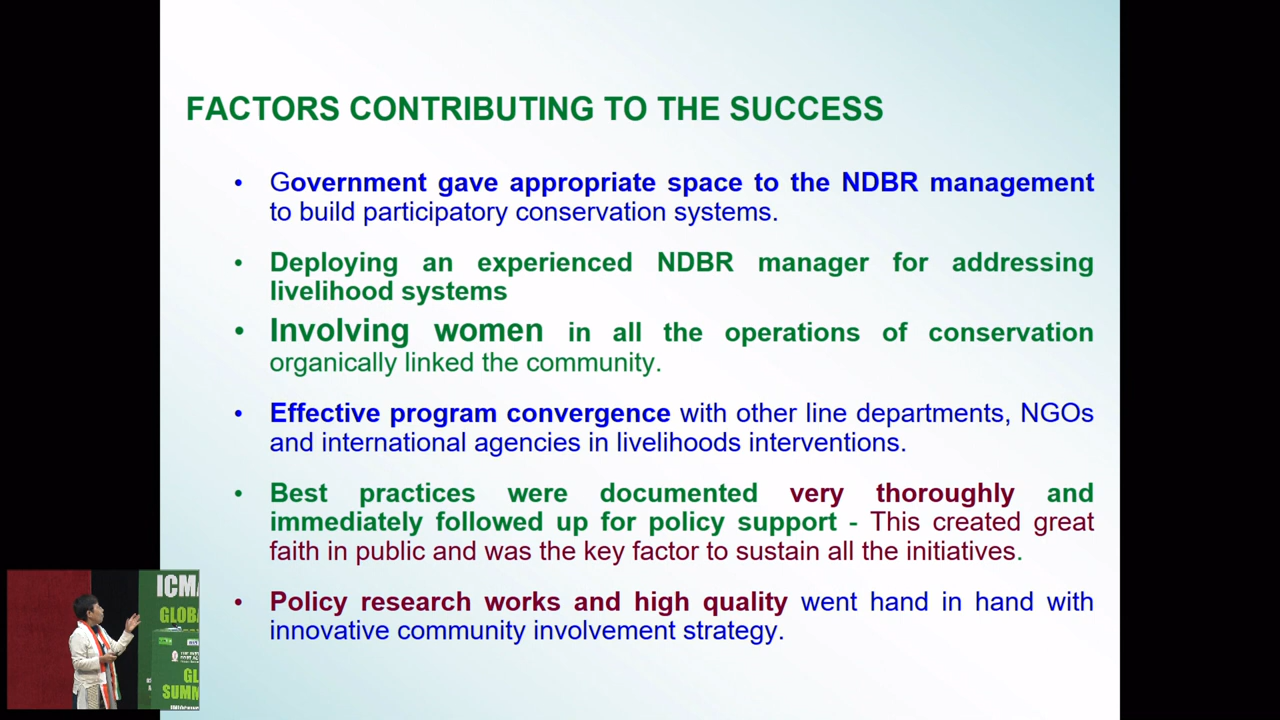 FACTORS CONTRIBUTING TO THE SUCCESS
• Government gave appropriate space to the NDBR management
to build participatory conservation systems.
• Deploying an experienced NDBR manager for addressing
livelihood systems
• Involving women in all the operations of conservation
organically linked the community.
• Effective program convergence with other line departments, NGOs
and international agencies in livelihoods interventions.
• Best practices were documented very thoroughly and
immediately followed up for policy support - This created great
faith in public and was the key factor to sustain all the initiatives.
• Policy research works and high quality went hand in hand with
innovative community involvement strategy.
ICMA
GLOBA
GL
SUMM